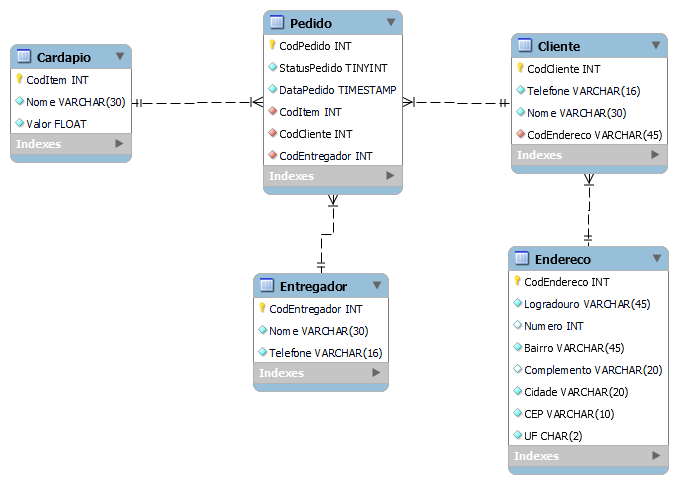 Cardapio
CodItem INT
Nome VARCHAR(30)
Valor FLOAT
Indexes
Pedido
CodPedido INT
StatusPedido TINYINT
DataPedido TIMESTAMP
CodItem INT
CodCliente INT
CodEntregador INT
Indexes
Cliente
CodCliente INT
Telefone VARCHAR(16)
Nome VARCHAR(30)
CodEndereco VARCHAR(45)
Indexes
Entregador
CodEntregador INT
Nome VARCHAR(30)
Telefone VARCHAR(16)
Indexes
Endereco
CodEndereco INT
Logradouro VARCHAR(45)
Numero INT
Bairro VARCHAR(45)
Complemento VARCHAR(20)
Cidade VARCHAR(20)
CEP VARCHAR(10)
UF CHAR(2)
Indexes